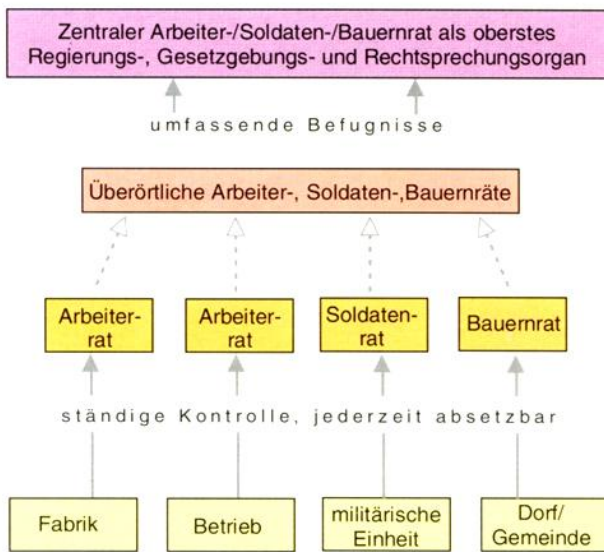 Zentraler Arbeiter-/Soldaten-/Bauernrat als oberstes
Regierungs-, Gesetzgebungs- und Rechtsprechungsorgan
umfassende Befugnisse
Überörtliche Arbeiter-, Soldaten-,Bauernräte
Arbeiter-
rat
Arbeiter-
rat
Soldaten-
rat
Bauernrat
ständige Kontrolle, jederzeit absetzbar
Fabrik
Betrieb
militärische
Einheit
Dorf/
Gemeinde